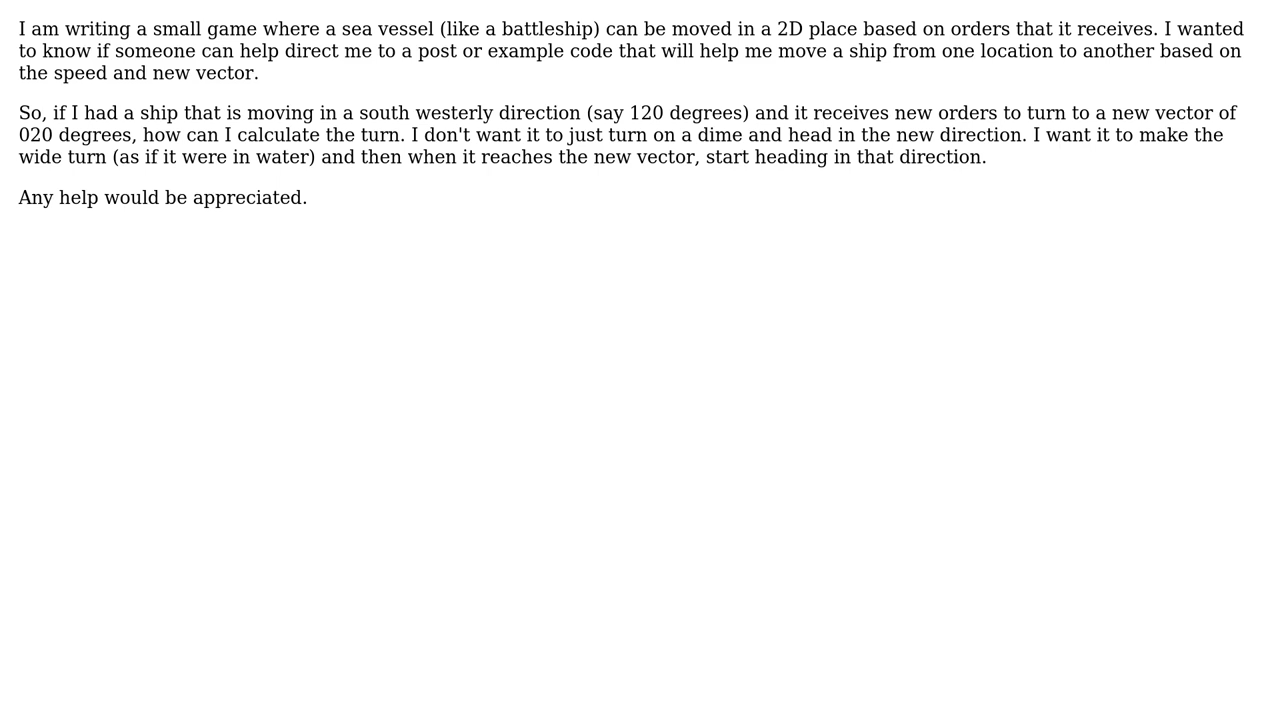 I am writing a small game where a sea vessel (like a battleship) can be moved in a 2D place based on orders that it receives. I wanted
to know if someone can help direct me to a post or example code that will help me move a ship from one location to another based on
the speed and new vector.
So, if I had a ship that is moving in a south westerly direction (say 120 degrees) and it receives new orders to turn to a new vector of
020 degrees, how can I calculate the turn. I don't want it to just turn on a dime and head in the new direction. I want it to make the
wide turn (as if it were in water) and then when it reaches the new vector, start heading in that direction.
Any help would be appreciated.